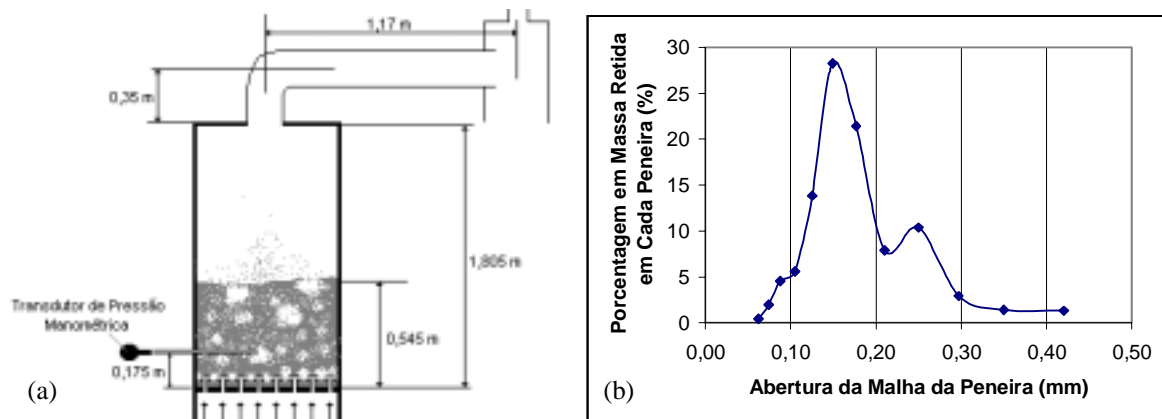 1,17 m
0,35 m
1,805 m
Transdutor de Pressão
Manométrica
0,545 m
0,175 m
(a)
Porcentagem em Massa Retida
em Cada Peneira (%)
30
25
20
15
10
5
0
0,00 0,10 0,20 0,30 0,40 0,50
(b)
Abertura da Malha da Peneira (mm)